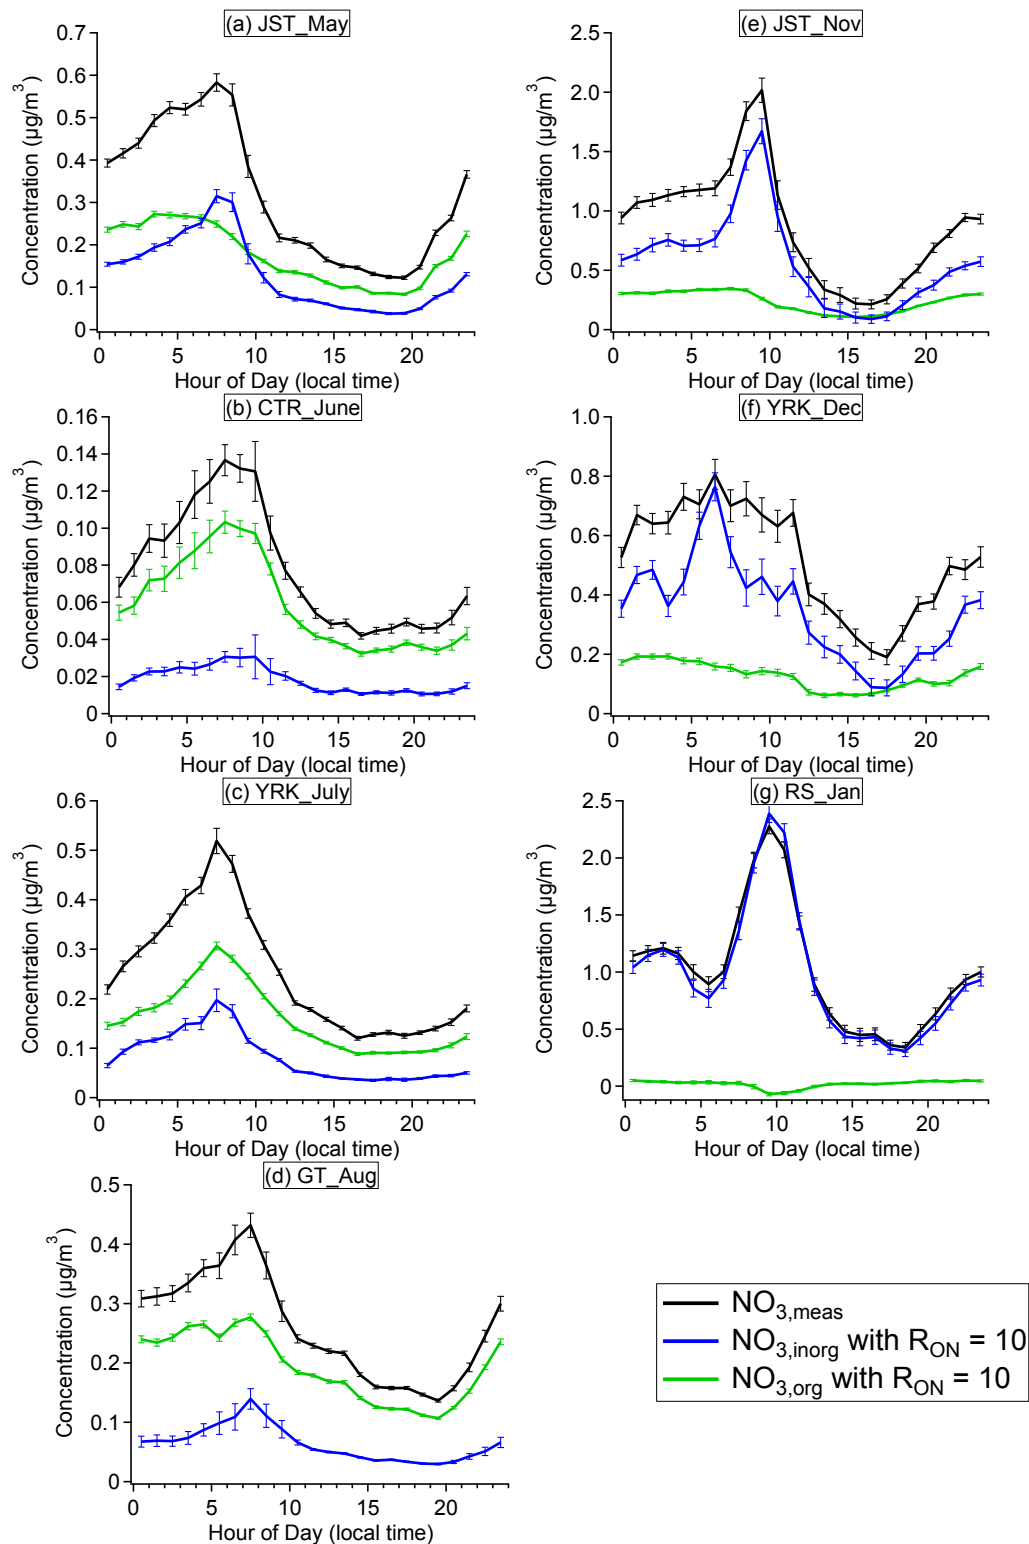 (a) JST_May
0.7
0.6
0.5
0.4
0.3
0.2
0.1
0
Concentration (µg/m³)
0 5 10 15 20
Hour of Day (local time)
(b) CTR_June
0.16
0.14
0.12
0.10
0.08
0.06
0.04
0.02
0
Concentration (µg/m³)
0 5 10 15 20
Hour of Day (local time)
(c) YRK_July
0.6
0.5
0.4
0.3
0.2
0.1
0
Concentration (µg/m³)
0 5 10 15 20
Hour of Day (local time)
(d) GT_Aug
0.5
0.4
0.3
0.2
0.1
0
Concentration (µg/m³)
0 5 10 15 20
Hour of Day (local time)
(e) JST_Nov
2.5
2.0
1.5
1.0
0.5
0
Concentration (µg/m³)
0 5 10 15 20
Hour of Day (local time)
(f) YRK_Dec
1.0
0.8
0.6
0.4
0.2
0
Concentration (µg/m³)
0 5 10 15 20
Hour of Day (local time)
(g) RS_Jan
2.5
2.0
1.5
1.0
0.5
0
Concentration (µg/m³)
0 5 10 15 20
Hour of Day (local time)
NO3,meas
NO3,inorg with RON = 10
NO3,org with RON = 10